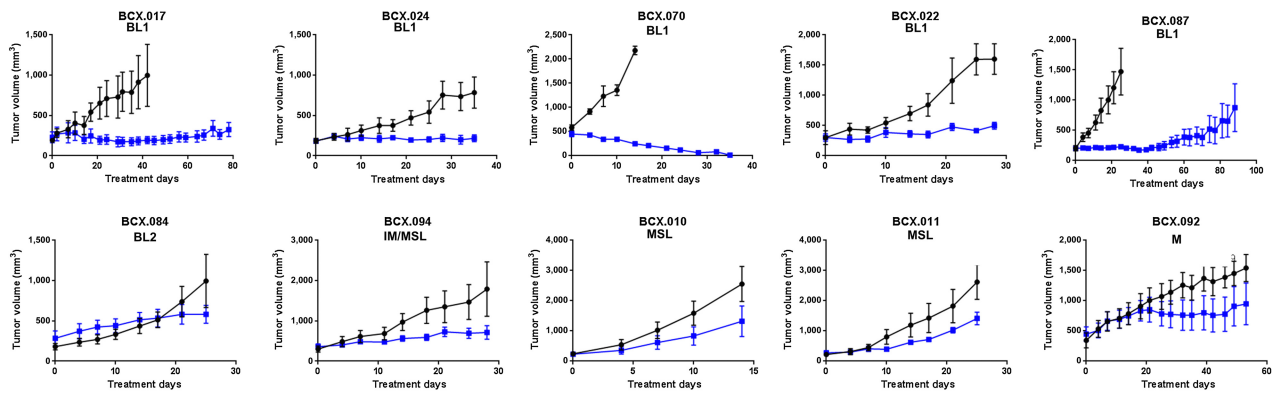 BCX.017
BL1
Tumor volume (mm3)
1,500
1,000
500
0
0 20 40 60 80
Treatment days
BCX.024
BL1
Tumor volume (mm3)
1,500
1,000
500
0
0 10 20 30 40
Treatment days
BCX.070
BL1
Tumor volume (mm3)
2,500
2,000
1,500
1,000
500
0
0 10 20 30 40
Treatment days
BCX.022
BL1
Tumor volume (mm3)
2,000
1,500
1,000
500
0
0 10 20 30
Treatment days
BCX.087
BL1
Tumor volume (mm3)
2,000
1,500
1,000
500
0
0 20 40 60 80 100
Treatment days
BCX.084
BL2
Tumor volume (mm3)
1,500
1,000
500
0
0 10 20 30
Treatment days
BCX.094
IM/MSL
Tumor volume (mm3)
3,000
2,000
1,000
0
0 10 20 30
Treatment days
BCX.010
MSL
Tumor volume (mm3)
4,000
3,000
2,000
1,000
0
0 5 10 15
Treatment days
BCX.011
MSL
Tumor volume (mm3)
4,000
3,000
2,000
1,000
0
0 10 20 30
Treatment days
BCX.092
M
Tumor volume (mm3)
2,000
1,500
1,000
500
0
0 20 40 60
Treatment days